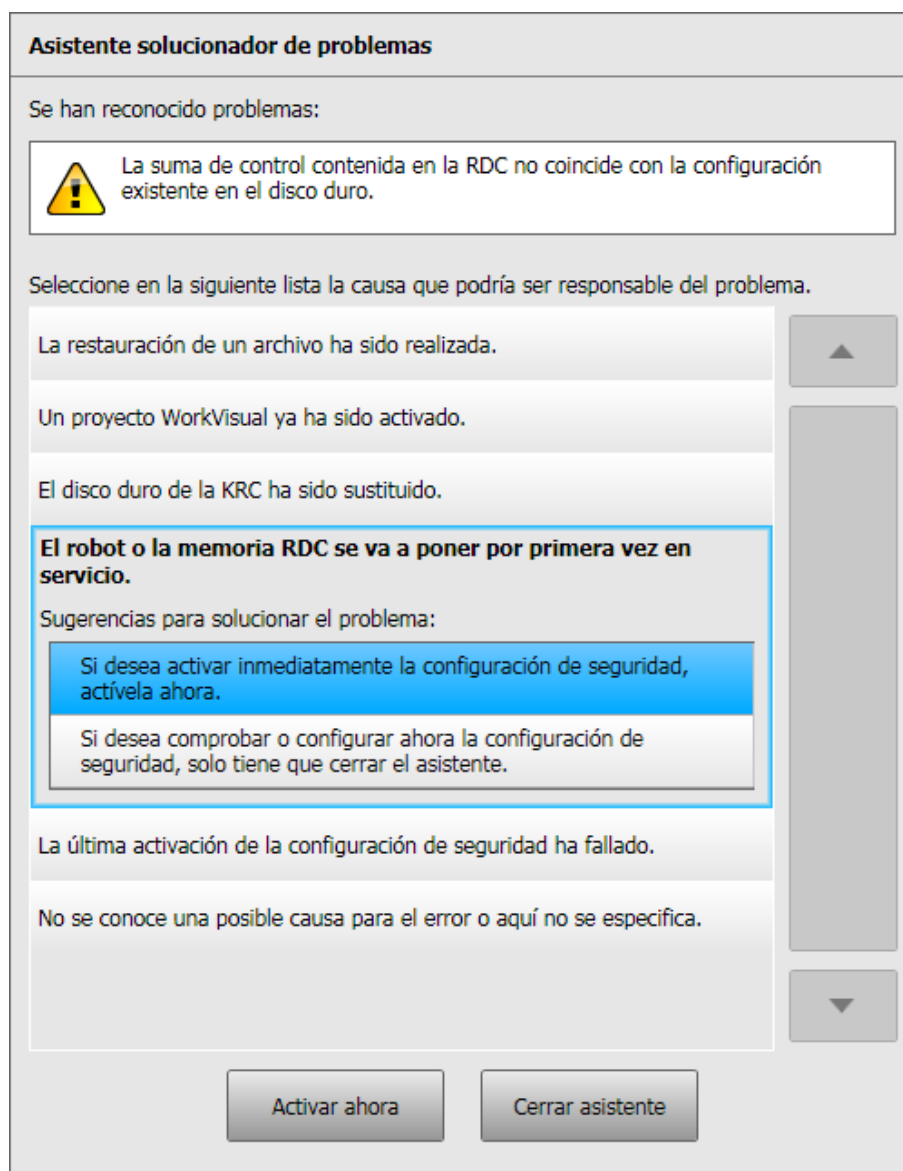 Asistente solucionador de problemas
Se han reconocido problemas:
La suma de control contenida en la RDC no coincide con la configuración
existente en el disco duro.
Seleccione en la siguiente lista la causa que podría ser responsable del problema.
La restauración de un archivo ha sido realizada.
Un proyecto WorkVisual ya ha sido activado.
El disco duro de la KRC ha sido sustituido.
El robot o la memoria RDC se va a poner por primera vez en
servicio.
Sugerencias para solucionar el problema:
Si desea activar inmediatamente la configuración de seguridad,
actívela ahora.
Si desea comprobar o configurar ahora la configuración de
seguridad, solo tiene que cerrar el asistente.
La última activación de la configuración de seguridad ha fallado.
No se conoce una posible causa para el error o aquí no se especifica.
Activar ahora
Cerrar asistente